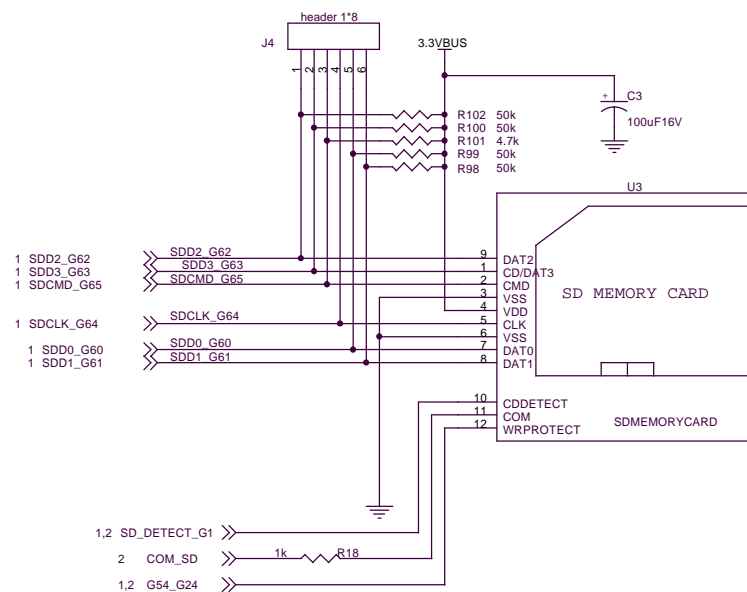 header 1*8
J4
3.3VBUS
1
2
3
4
5
6
+
C3
100uF16V
R102 50k
R100 50k
R101 4.7k
R99 50k
R98 50k
U3
1 SDD2_G62
SDD2_G62
9 DAT2
1 SDD3_G63
SDD3_G63
1 CD/DAT3
1 SDCMD_G65
SDCMD_G65
2 CMD
3 VSS
SD MEMORY CARD
4 VDD
1 SDCLK_G64
SDCLK_G64
5 CLK
6 VSS
1 SDD0_G60
SDD0_G60
7 DAT0
1 SDD1_G61
SDD1_G61
8 DAT1
10 CDDETECT
11 COM
SDMEMORYCARD
12 WRPROTECT
1,2 SD_DETECT_G1
2 COM_SD
1k R18
1,2 G54_G24